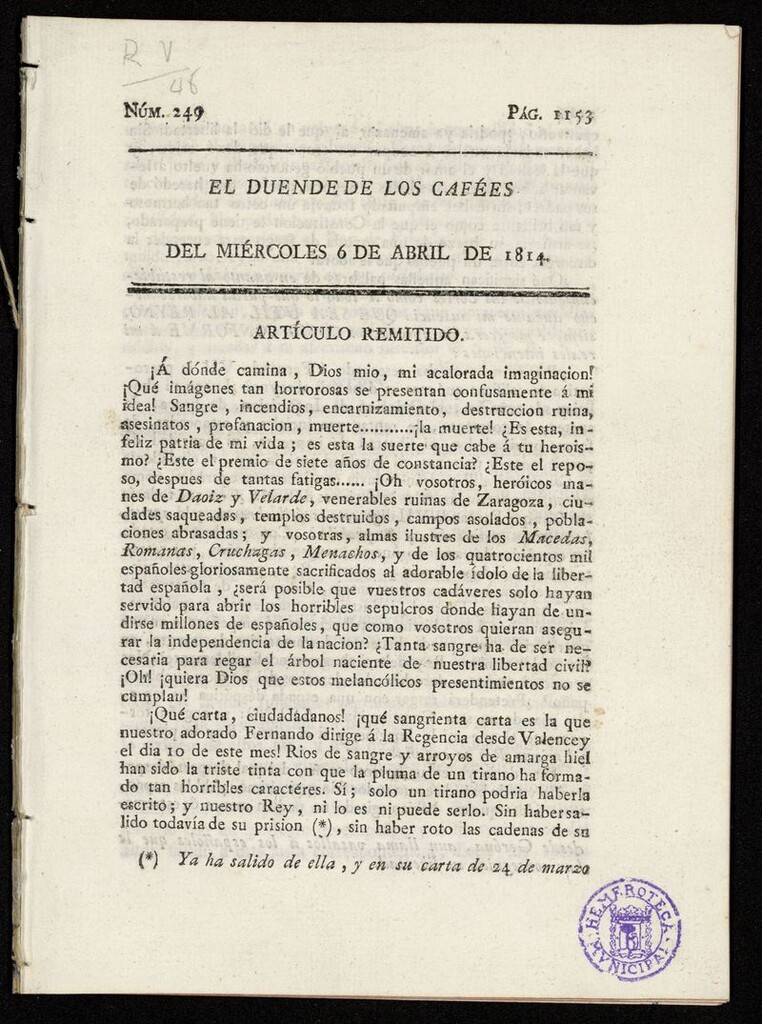 R V
48
NÚM. 249 PÁG. 1153
EL DUENDE DE LOS CAFÉES
DEL MIÉRCOLES 6 DE ABRIL DE 1814.
ARTÍCULO REMITIDO.
¡Á dónde camina , Dios mio, mi acalorada imaginacion!
¡Qué imágenes tan horrorosas se presentan confusamente á mi
idea! Sangre , incendios, encarnizamiento, destruccion ruina,
asesinatos , profanacion, muerte...........¡la muerte! ¿Es esta, in-
feliz patria de mi vida ; es esta la suerte que cabe á tu herois-
mo? ¿Este el premio de siete años de constancia? ¿Este el repo-
so, despues de tantas fatigas...... ¡Oh vosotros, heróicos ma-
nes de Daoiz y Velarde, venerables ruinas de Zaragoza, ciu-
dades saqueadas, templos destruidos , campos asolados , pobla-
ciones abrasadas; y vosotras, almas ilustres de los Macedas,
Romanas, Cruchagas, Menachos, y de los quatrocientos mil
españoles gloriosamente sacrificados al adorable ídolo de la liber-
tad española , ¿será posible que vuestros cadáveres solo hayan
servido para abrir los horribles sepulcros donde hayan de un-
dirse millones de españoles, que como vosotros quieran asegu-
rar la independencia de la nacion? ¿Tanta sangre ha de ser ne-
cesaria para regar el árbol naciente de nuestra libertad civil?
¡Oh! ¡quiera Dios que estos melancólicos presentimientos no se
cumplan!
¡Qué carta, ciudadadanos! ¡qué sangrienta carta es la que
nuestro adorado Fernando dirige á la Regencia desde Valencey
el dia 10 de este mes! Rios de sangre y arroyos de amarga hiel
han sido la triste tinta con que la pluma de un tirano ha forma-
do tan horribles caractéres. Sí; solo un tirano podria haberla
escrito; y nuestro Rey, ni lo es ni puede serlo. Sin haber sa-
lido todavía de su prision (*), sin haber roto las cadenas de su
(*) Ya ha salido de ella , y en su carta de 24 de marzo
HEMEROTECA
MUNICIPAL